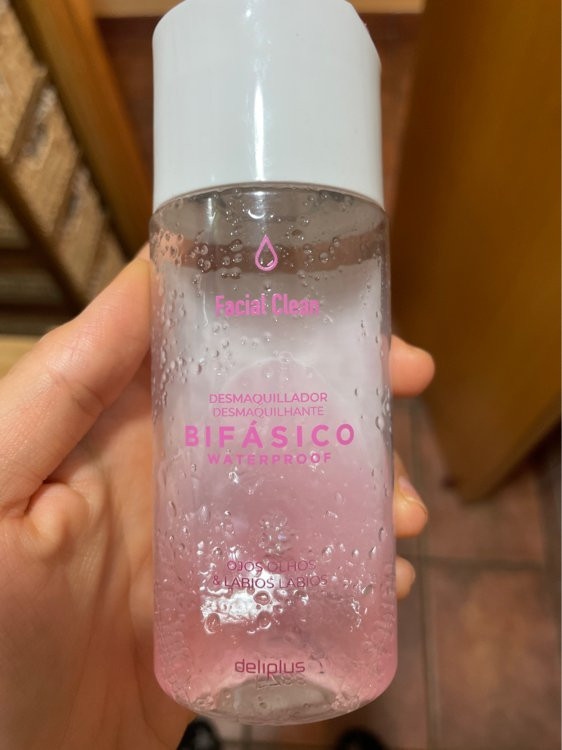 Facial Clean
DESMAQUILLADOR
DESMAQUILHANTE
BIFÁSICO
WATERPROOF
OJOS OLHOS
& LABIOS LÁBIOS
deliplus